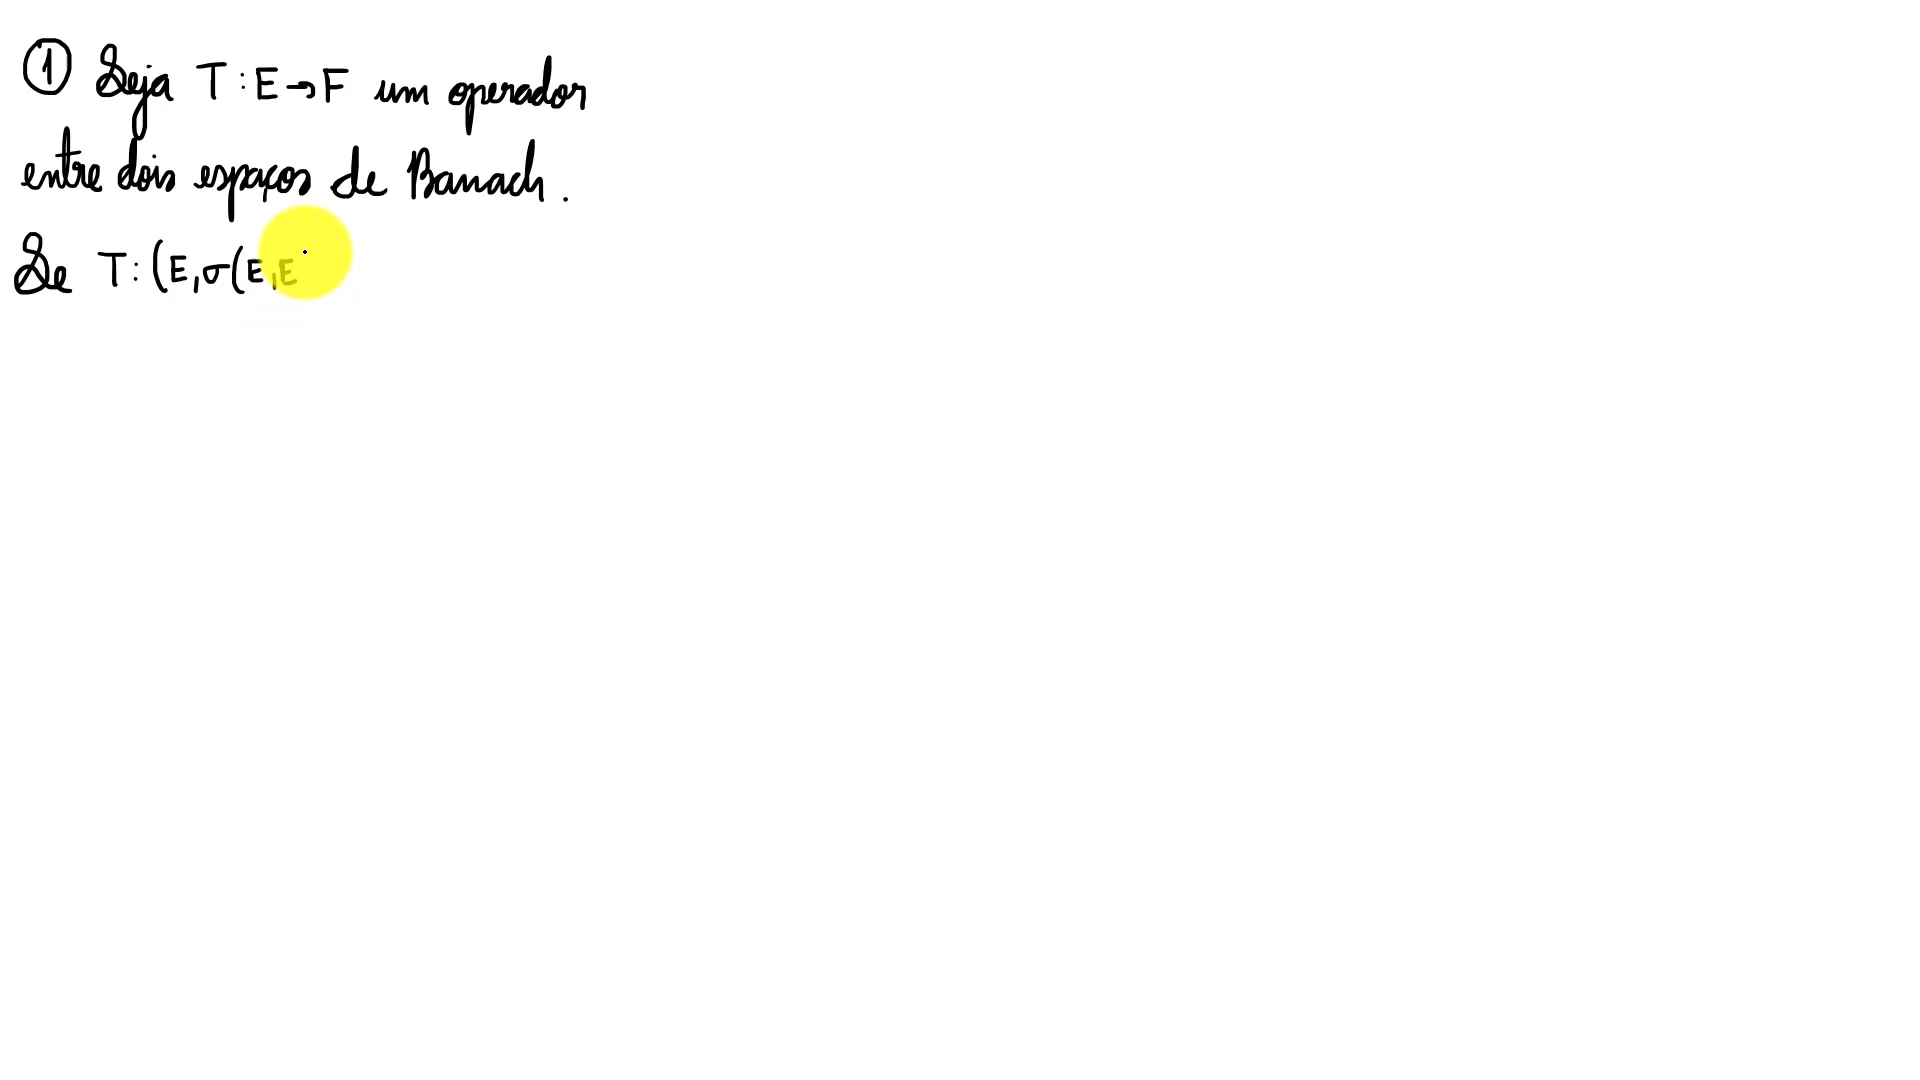 ① Seja T : E → F um operador
entre dois espaços de Banach.
Se T : (E, σ(E, E